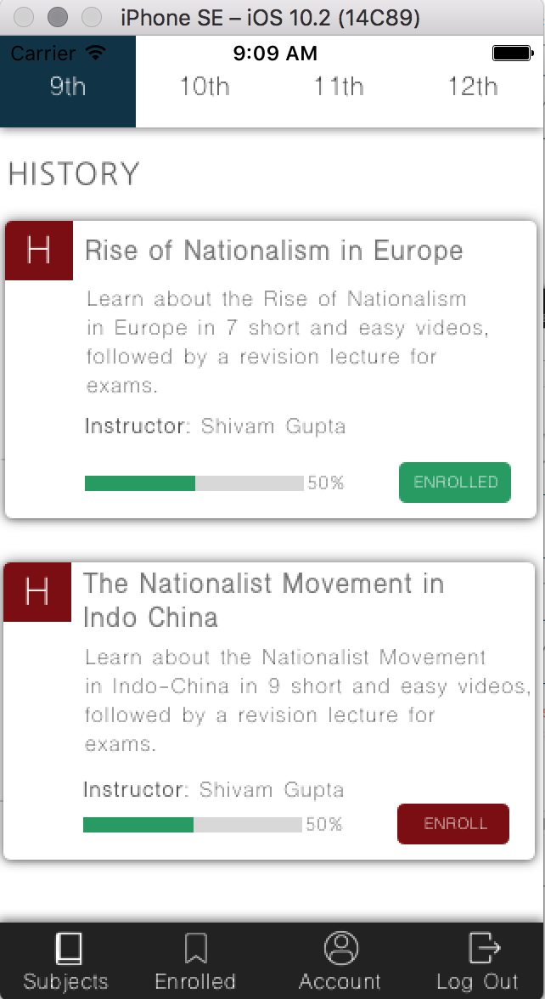 iPhone SE – iOS 10.2 (14C89)
Carrier 9:09 AM
9th 10th 11th 12th
HISTORY
H Rise of Nationalism in Europe
Learn about the Rise of Nationalism
in Europe in 7 short and easy videos,
followed by a revision lecture for
exams.
Instructor: Shivam Gupta
50% ENROLLED
H The Nationalist Movement in
Indo China
Learn about the Nationalist Movement
in Indo-China in 9 short and easy videos,
followed by a revision lecture for
exams.
Instructor: Shivam Gupta
50% ENROLL
Subjects Enrolled Account Log Out